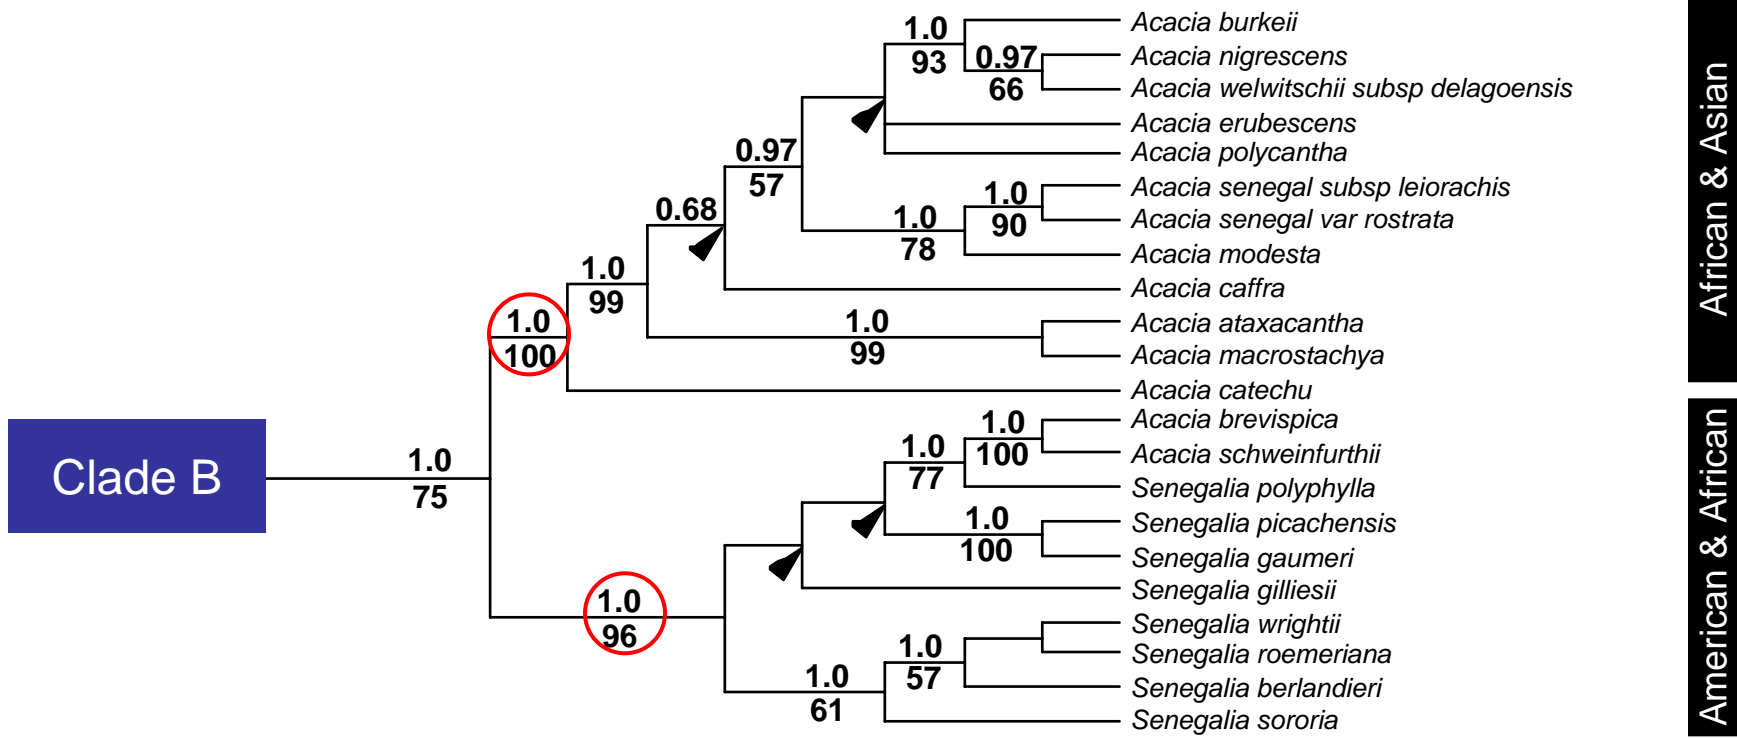 1.0
93
0.97
66
Acacia burkeii
Acacia nigrescens
Acacia welwitschii subsp delagoensis
Acacia erubescens
Acacia polycantha
0.97
57
1.0
90
1.0
78
Acacia senegal subsp leiorachis
Acacia senegal var rostrata
Acacia modesta
0.68
Acacia caffra
1.0
99
1.0
99
Acacia ataxacantha
Acacia macrostachya
1.0
100
Acacia catechu
African & Asian
Clade B
1.0
75
1.0
100
1.0
77
Acacia brevispica
Acacia schweinfurthii
Senegalia polyphylla
1.0
100
Senegalia picachensis
Senegalia gaumeri
Senegalia gilliesii
1.0
96
Senegalia wrightii
Senegalia roemeriana
1.0
57
Senegalia berlandieri
1.0
61
Senegalia sororia
American & African